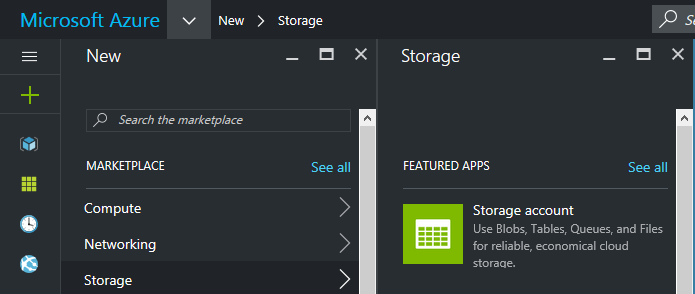 Microsoft Azure
New > Storage
New
Storage
Search the marketplace
MARKETPLACE
See all
Compute
Networking
Storage
FEATURED APPS
See all
Storage account
Use Blobs, Tables, Queues, and Files
for reliable, economical cloud
storage.